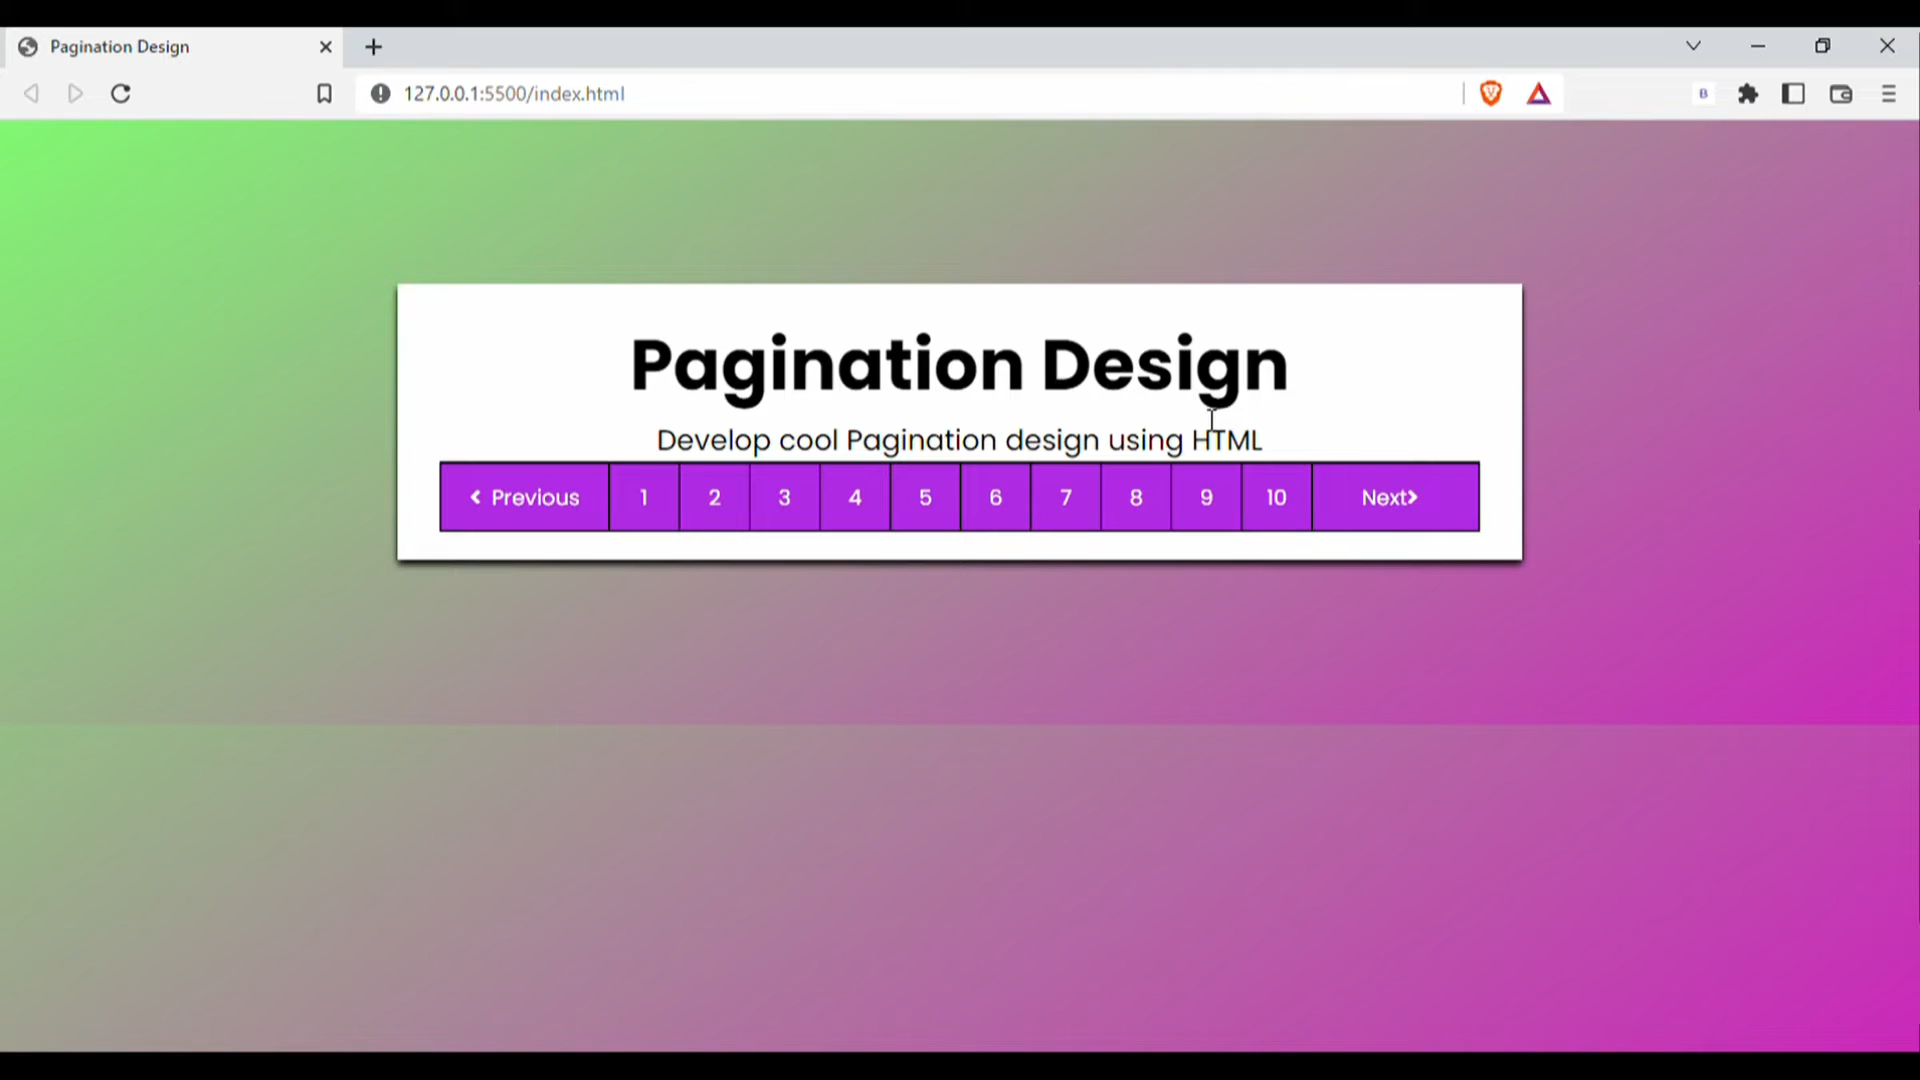 Pagination Design
127.0.0.1:5500/index.html
B
Pagination Design
Develop cool Pagination design using HTML
Previous 1 2 3 4 5 6 7 8 9 10 Next